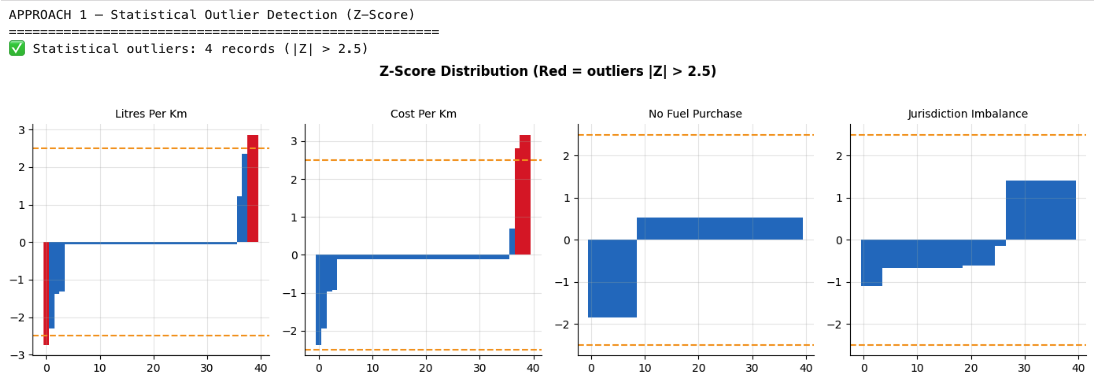 APPROACH 1 — Statistical Outlier Detection (Z-Score)
=======================================================
✅ Statistical outliers: 4 records (|Z| > 2.5)
Z-Score Distribution (Red = outliers |Z| > 2.5)
Litres Per Km
3
2
1
0
−1
−2
−3
0 10 20 30 40
Cost Per Km
3
2
1
0
−1
−2
0 10 20 30 40
No Fuel Purchase
2
1
0
−1
−2
0 10 20 30 40
Jurisdiction Imbalance
2
1
0
−1
−2
0 10 20 30 40